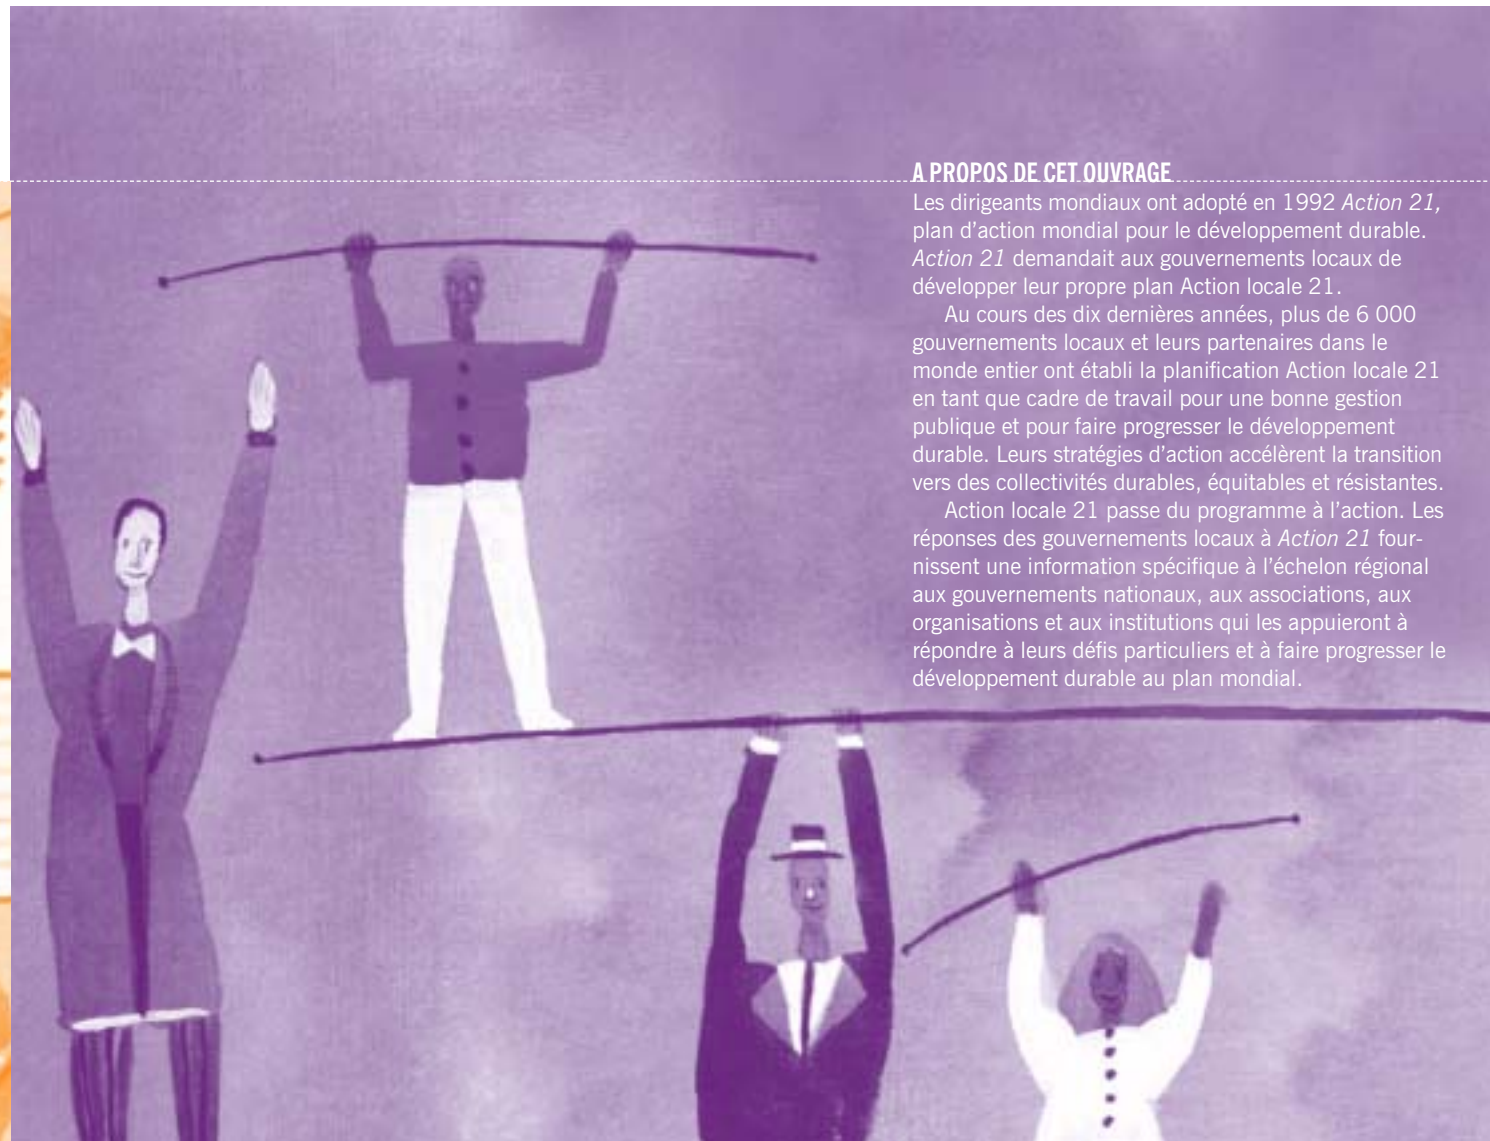 A PROPOS DE CET OUVRAGE
Les dirigeants mondiaux ont adopté en 1992 Action 21,
plan d’action mondial pour le développement durable.
Action 21 demandait aux gouvernements locaux de
développer leur propre plan Action locale 21.
Au cours des dix dernières années, plus de 6 000
gouvernements locaux et leurs partenaires dans le
monde entier ont établi la planification Action locale 21
en tant que cadre de travail pour une bonne gestion
publique et pour faire progresser le développement
durable. Leurs stratégies d’action accélèrent la transition
vers des collectivités durables, équitables et résistantes.
Action locale 21 passe du programme à l’action. Les
réponses des gouvernements locaux à Action 21 four-
nissent une information spécifique à l’échelon régional
aux gouvernements nationaux, aux associations, aux
organisations et aux institutions qui les appuieront à
répondre à leurs défis particuliers et à faire progresser le
développement durable au plan mondial.